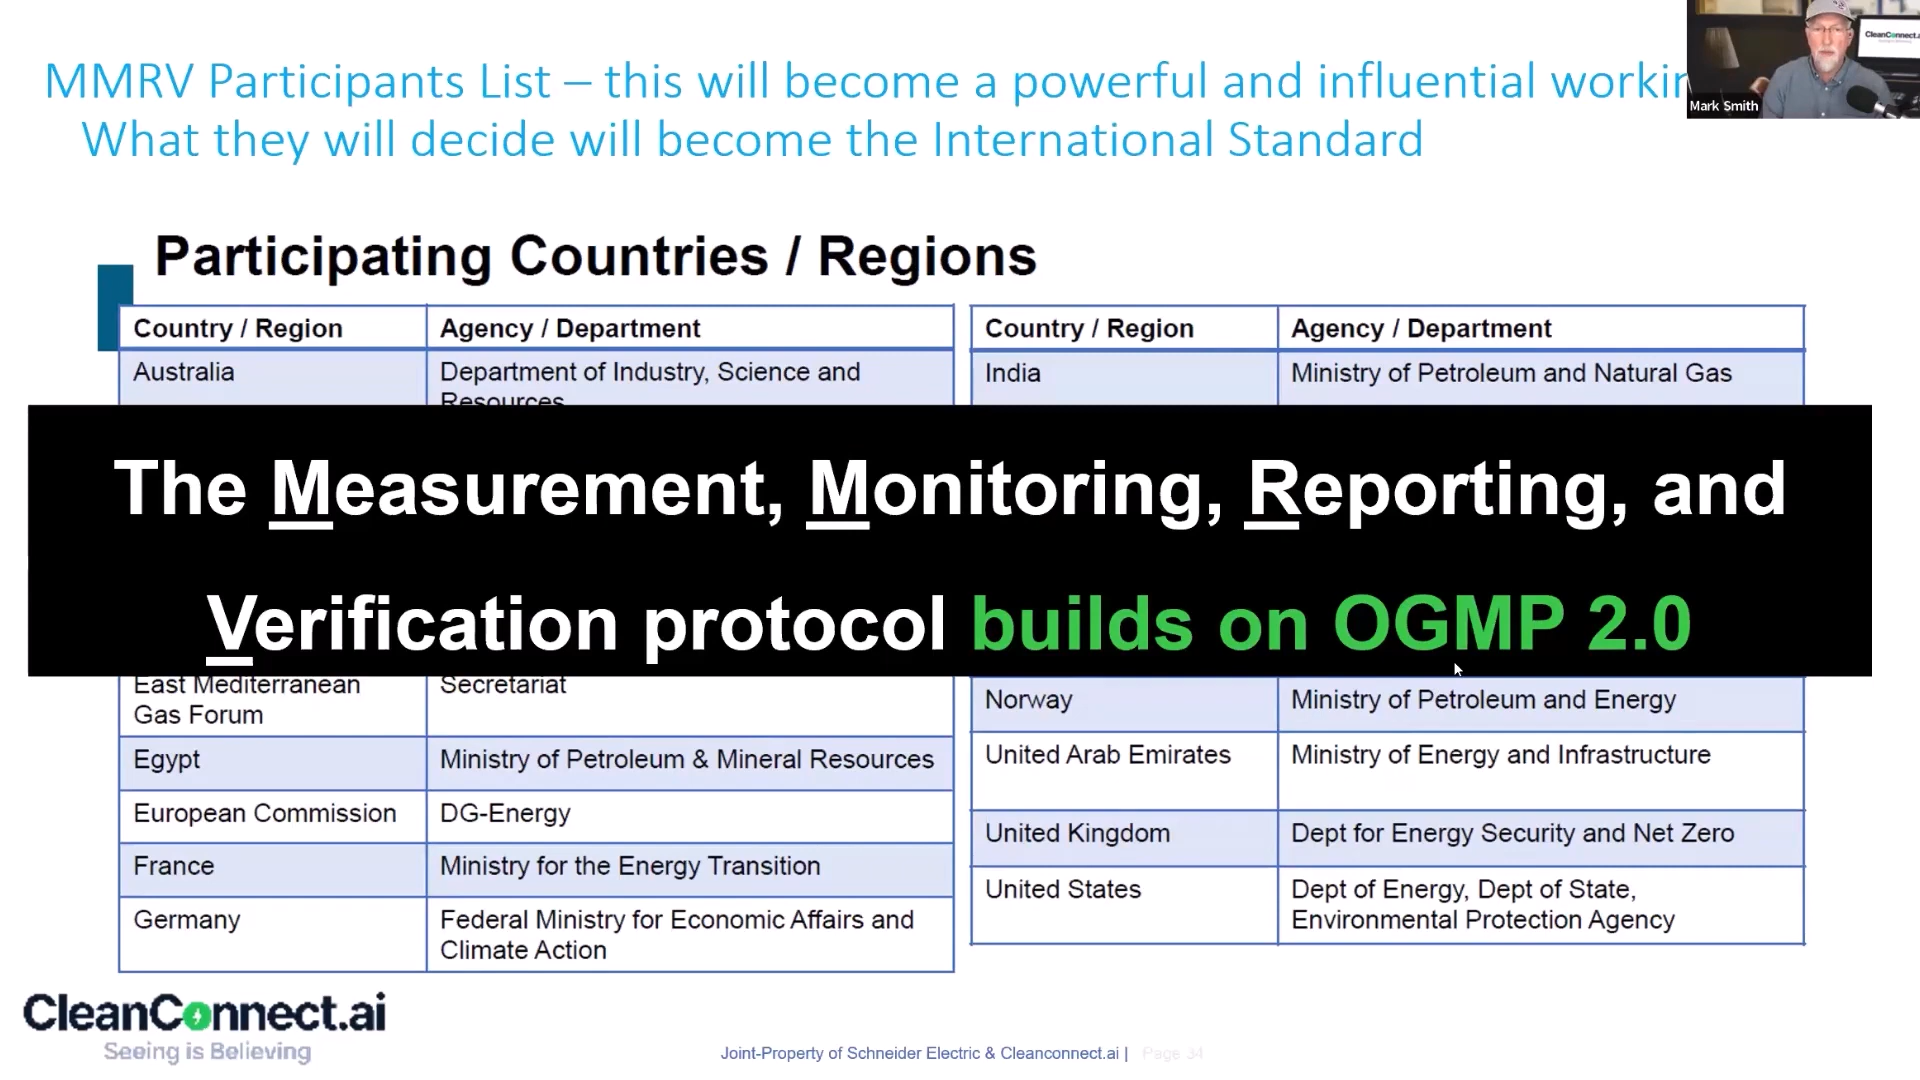 MMRV Participants List – this will become a powerful and influential workin
What they will decide will become the International Standard
CleanConnect.a
Mark Smith
Participating Countries / Regions
Country / Region Agency / Department
Australia Department of Industry, Science and
Resources
Country / Region Agency / Department
India Ministry of Petroleum and Natural Gas
The Measurement, Monitoring, Reporting, and
Verification protocol builds on OGMP 2.0
East Mediterranean Secretariat
Gas Forum
Egypt Ministry of Petroleum & Mineral Resources
European Commission DG-Energy
France Ministry for the Energy Transition
Germany Federal Ministry for Economic Affairs and
Climate Action
Norway Ministry of Petroleum and Energy
United Arab Emirates Ministry of Energy and Infrastructure
United Kingdom Dept for Energy Security and Net Zero
United States Dept of Energy, Dept of State,
Environmental Protection Agency
CleanConnect.ai
Seeing is Believing
Joint-Property of Schneider Electric & Cleanconnect.ai | Page 34